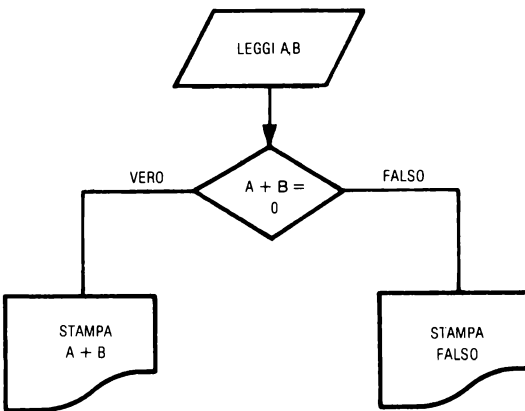 LEGGI A,B
VERO
A + B =
0
FALSO
STAMPA
A + B
STAMPA
FALSO